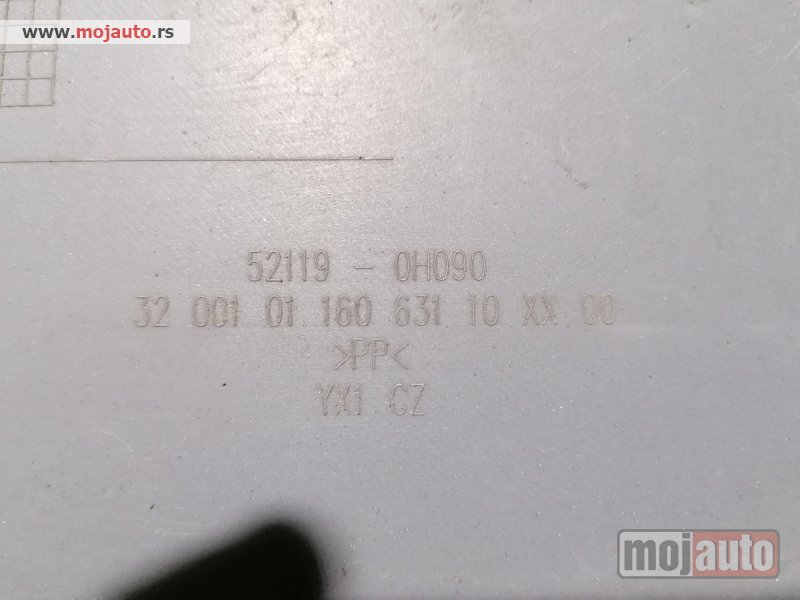 www.mojauto.rs
52119 - 0H090
32 001 01 160 631 10 XX 00
>PP<
YX1 CZ
mojauto